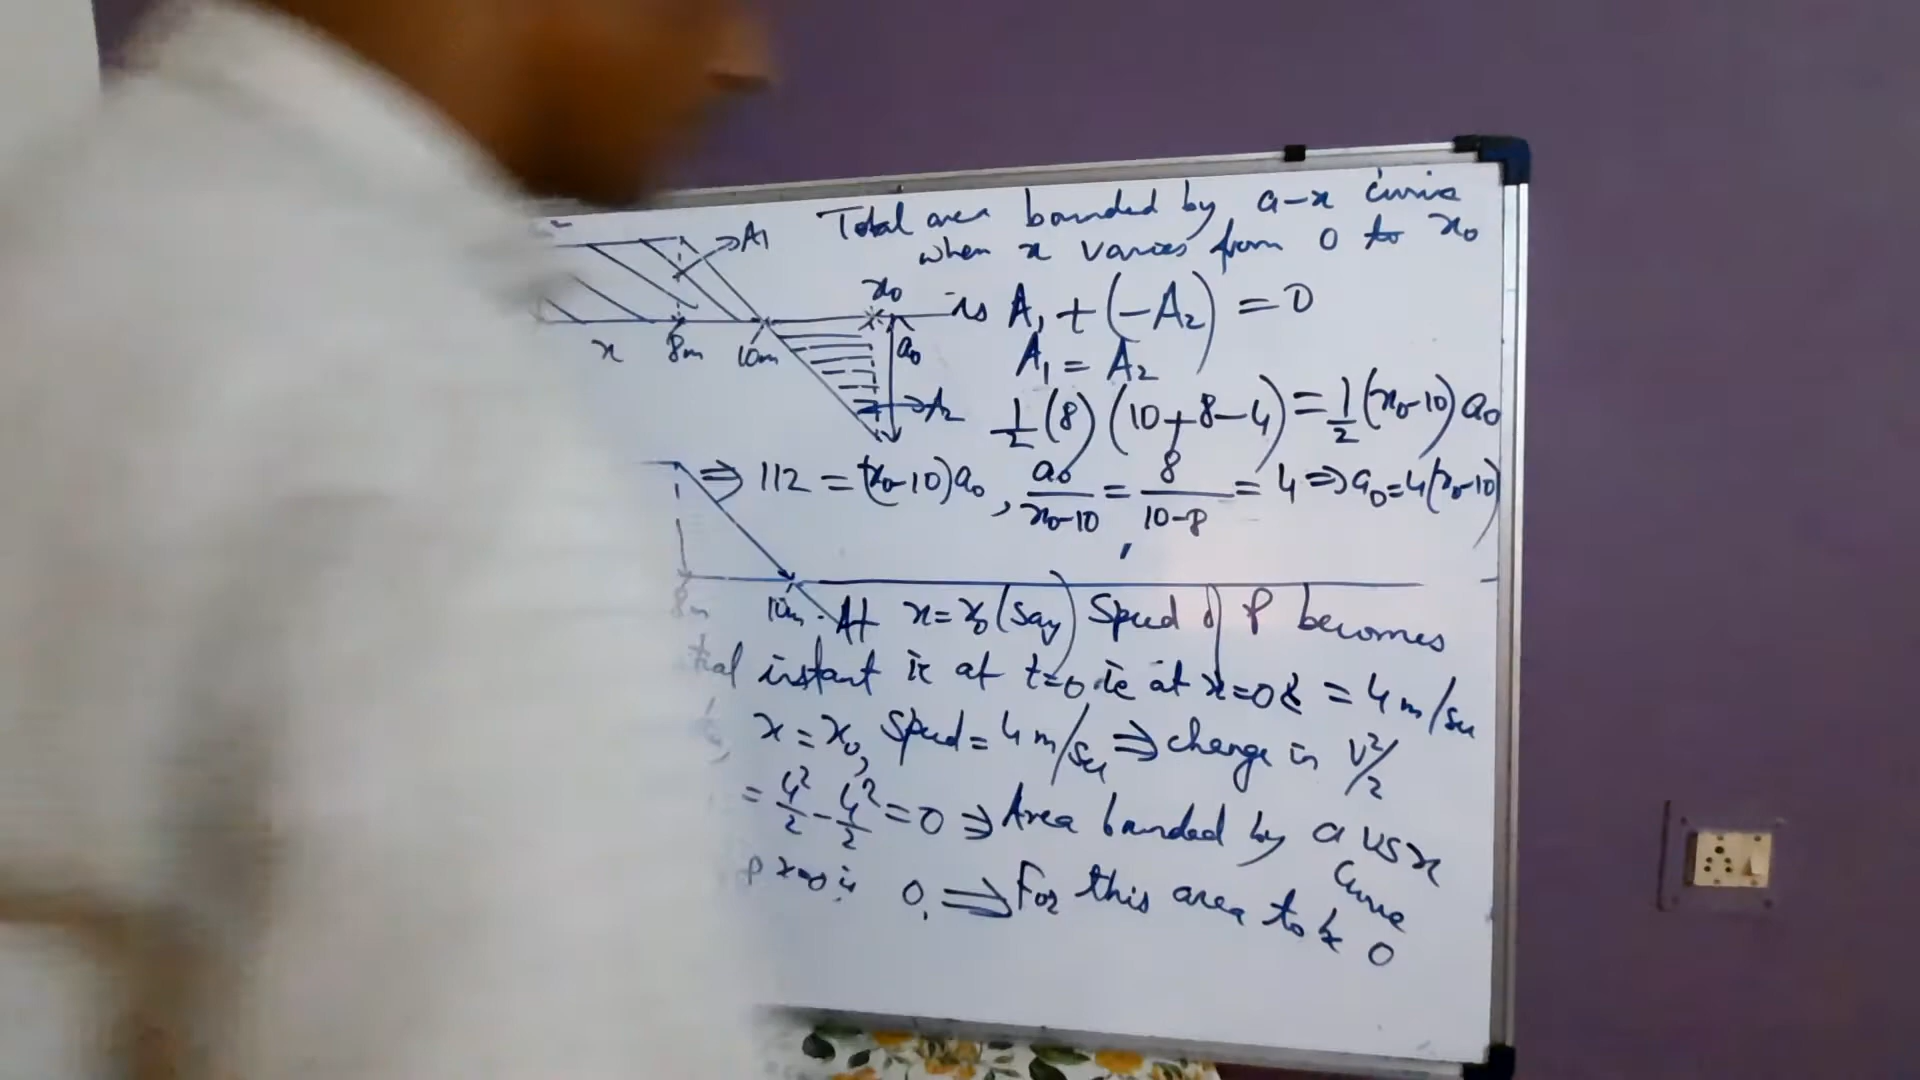 A1
Total area bounded by a-x curve
when x varies from 0 to x0
x0
is A1 + (-A2) = 0
x 8m 10m a0
A1 = A2
A2
1/2 (8) (10+8-4) = 1/2 (x0-10) a0
⇒ 112 = (x0-10)a0, a0/(x0-10) = 8/(10-8) = 4 ⇒ a0=4(x0-10)
8m 10m. At x=x0 (say) Speed of P becomes
instant ie at t=0 ie at x=0 & = 4 m/sec
x = x0, Speed = 4 m/sec ⇒ change in V²/2
= 4²/2 - 4²/2 = 0 ⇒ Area bounded by a vs x
curve
0, ⇒ For this area to be 0